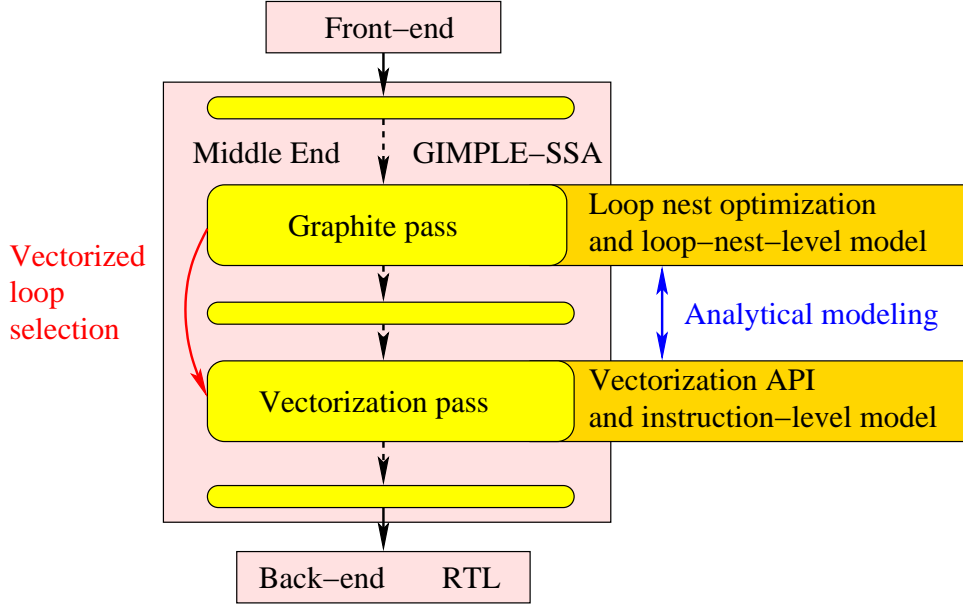 Front−end
Middle End
GIMPLE−SSA
Graphite pass
Loop nest optimization
and loop−nest−level model
Vectorized
loop
selection
Analytical modeling
Vectorization pass
Vectorization API
and instruction−level model
Back−end
RTL